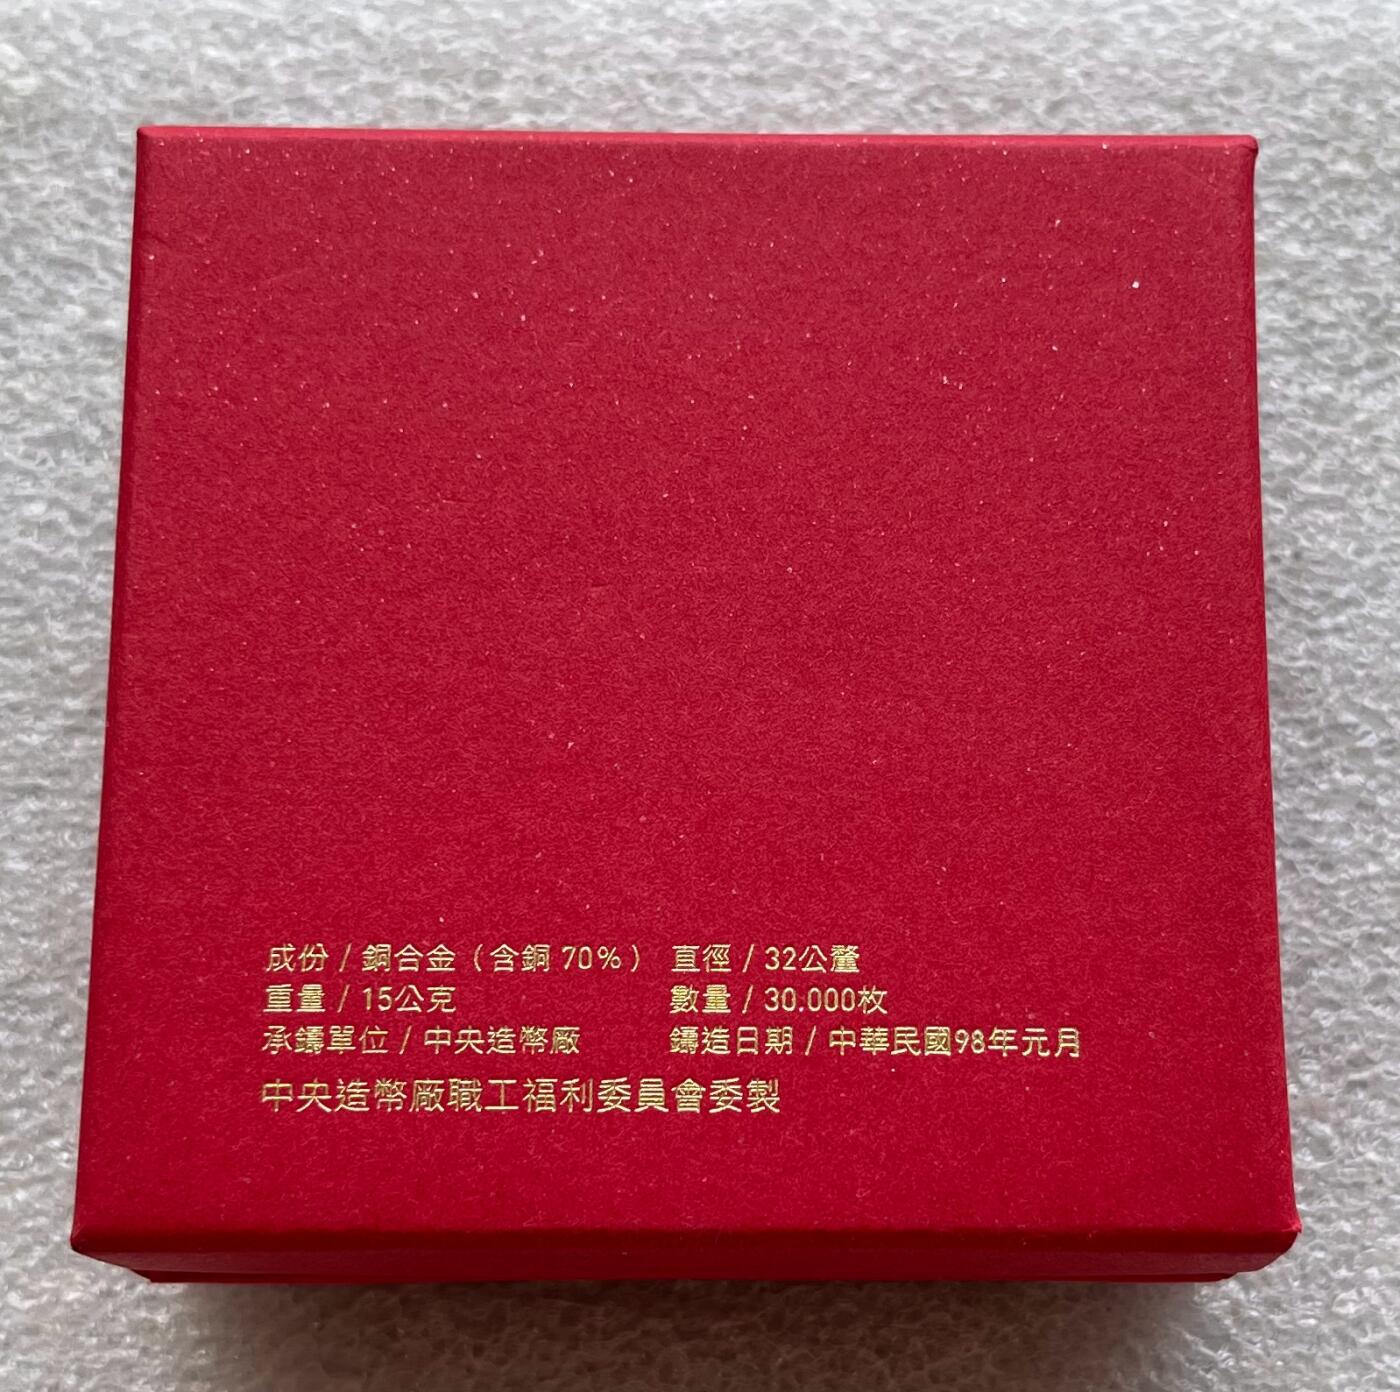 成份 / 銅合金（含銅 70%） 直徑 / 32公釐
重量 / 15公克 數量 / 30.000枚
承鑄單位 / 中央造幣廠 鑄造日期 / 中華民國98年元月
中央造幣廠職工福利委員會委製